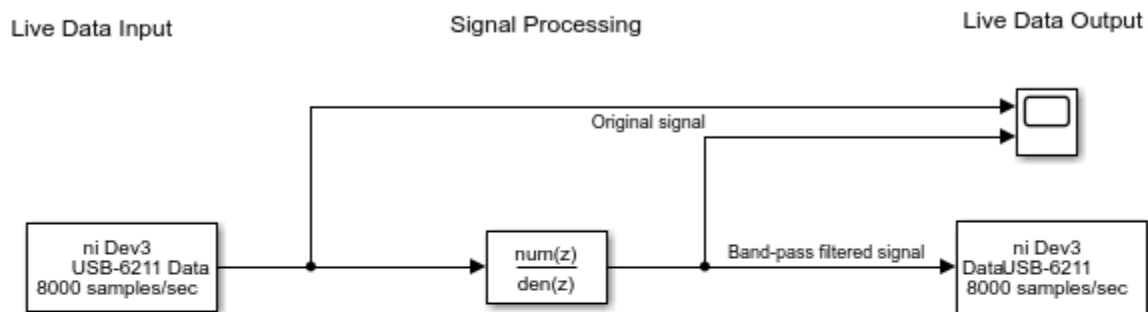 Live Data Input
Signal Processing
Live Data Output
Original signal
ni Dev3
USB-6211 Data
8000 samples/sec
num(z)
den(z)
Band-pass filtered signal
ni Dev3
DataUSB-6211
8000 samples/sec